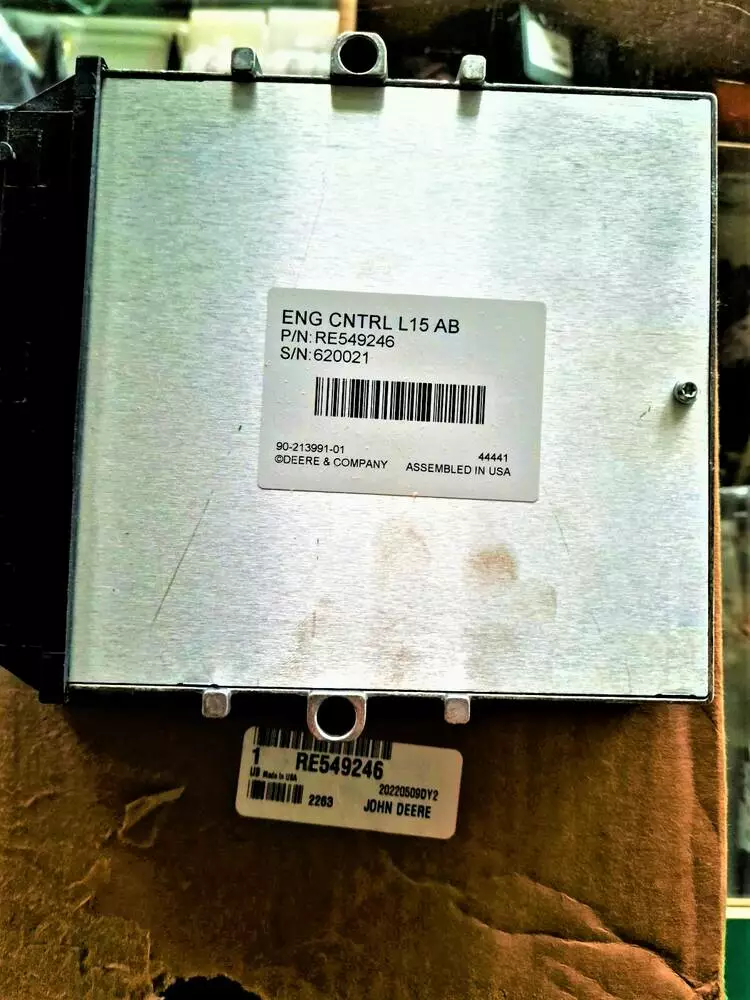 ENG CNTRL L15 AB
P/N: RE549246
S/N: 620021
90-213991-01 44441
©DEERE & COMPANY ASSEMBLED IN USA
1 RE549246
UB Made In USA
20220509DY2
2263 JOHN DEERE